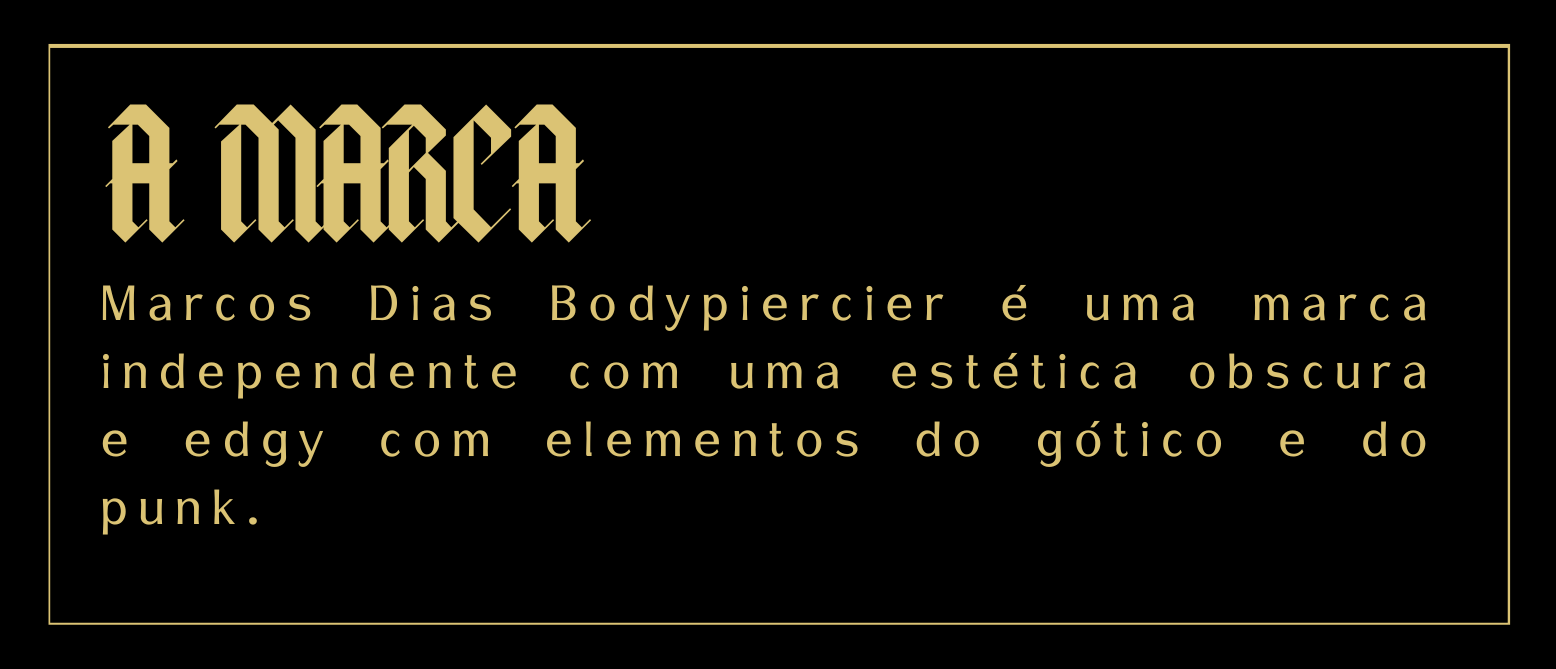 A MARCA
Marcos Dias Bodypiercier é uma marca
independente com uma estética obscura
e edgy com elementos do gótico e do
punk.